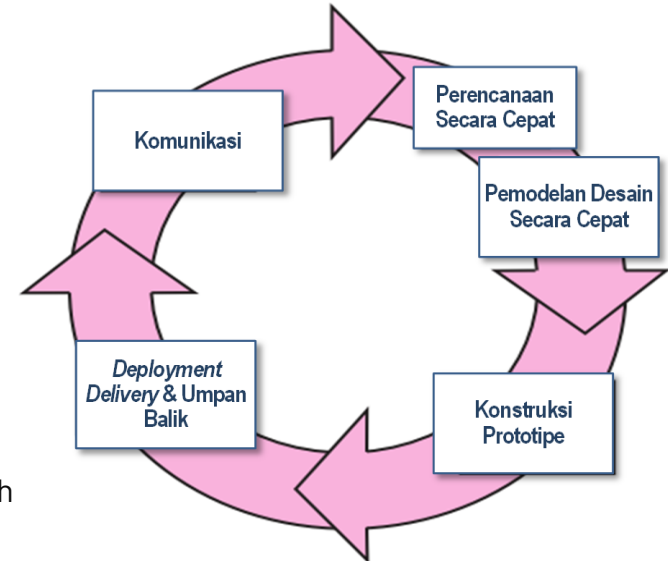 Komunikasi
Perencanaan
Secara Cepat
Pemodelan Desain
Secara Cepat
Konstruksi
Prototipe
Deployment
Delivery & Umpan
Balik
h